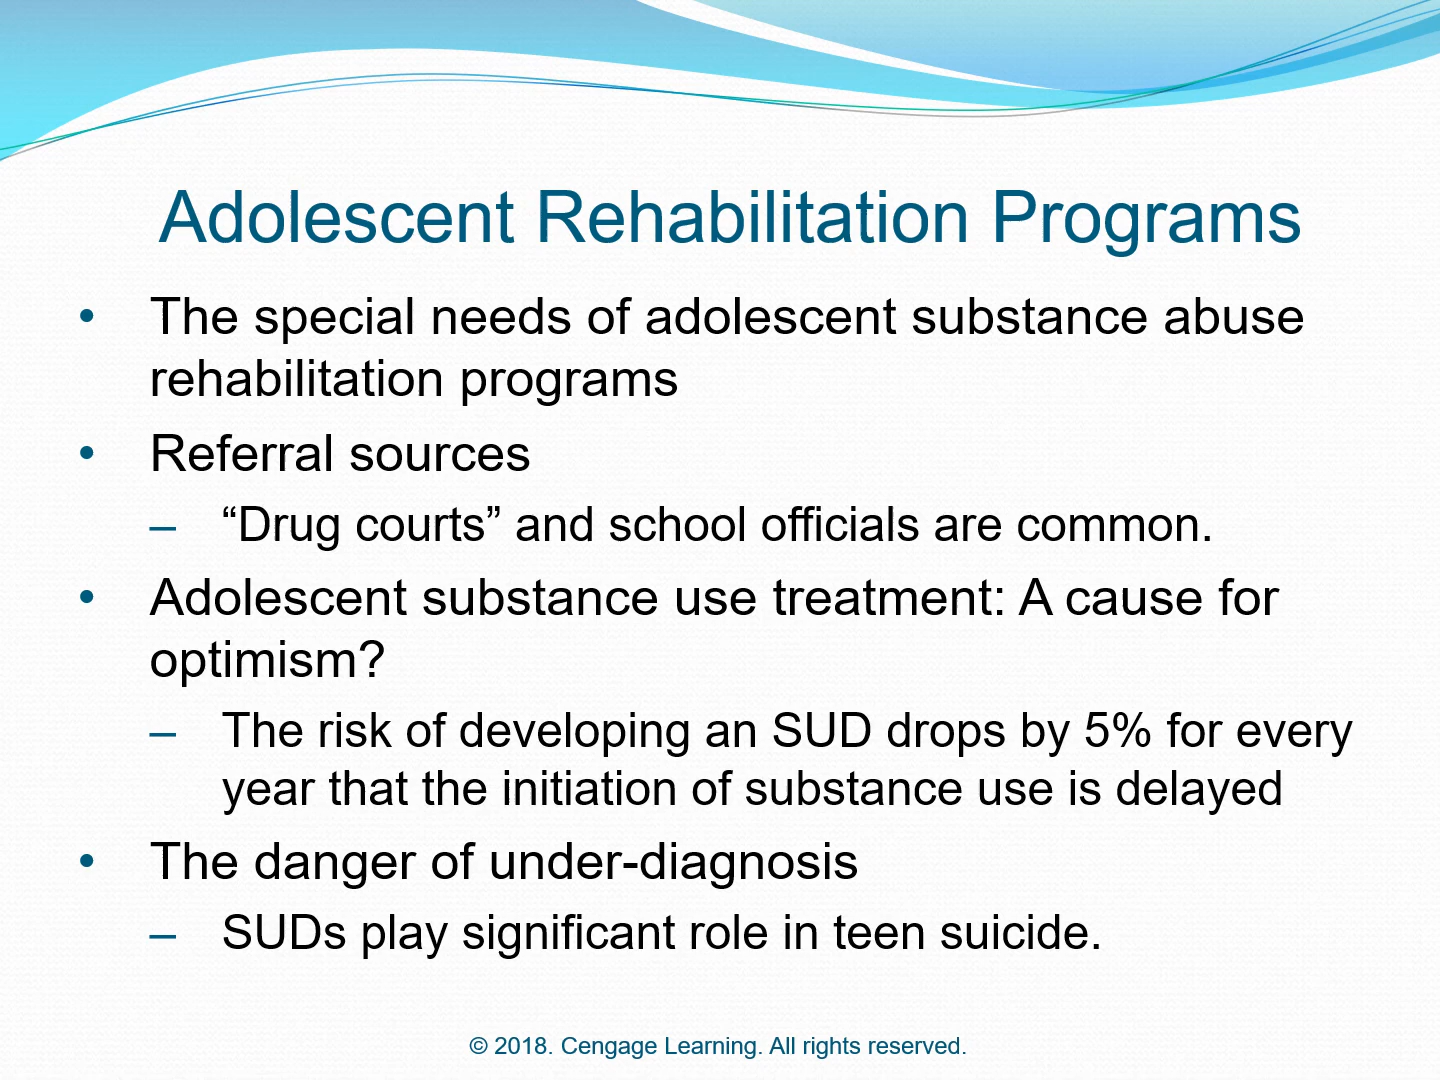 Adolescent Rehabilitation Programs
• The special needs of adolescent substance abuse
rehabilitation programs
• Referral sources
– “Drug courts” and school officials are common.
• Adolescent substance use treatment: A cause for
optimism?
– The risk of developing an SUD drops by 5% for every
year that the initiation of substance use is delayed
• The danger of under-diagnosis
– SUDs play significant role in teen suicide.
© 2018. Cengage Learning. All rights reserved.